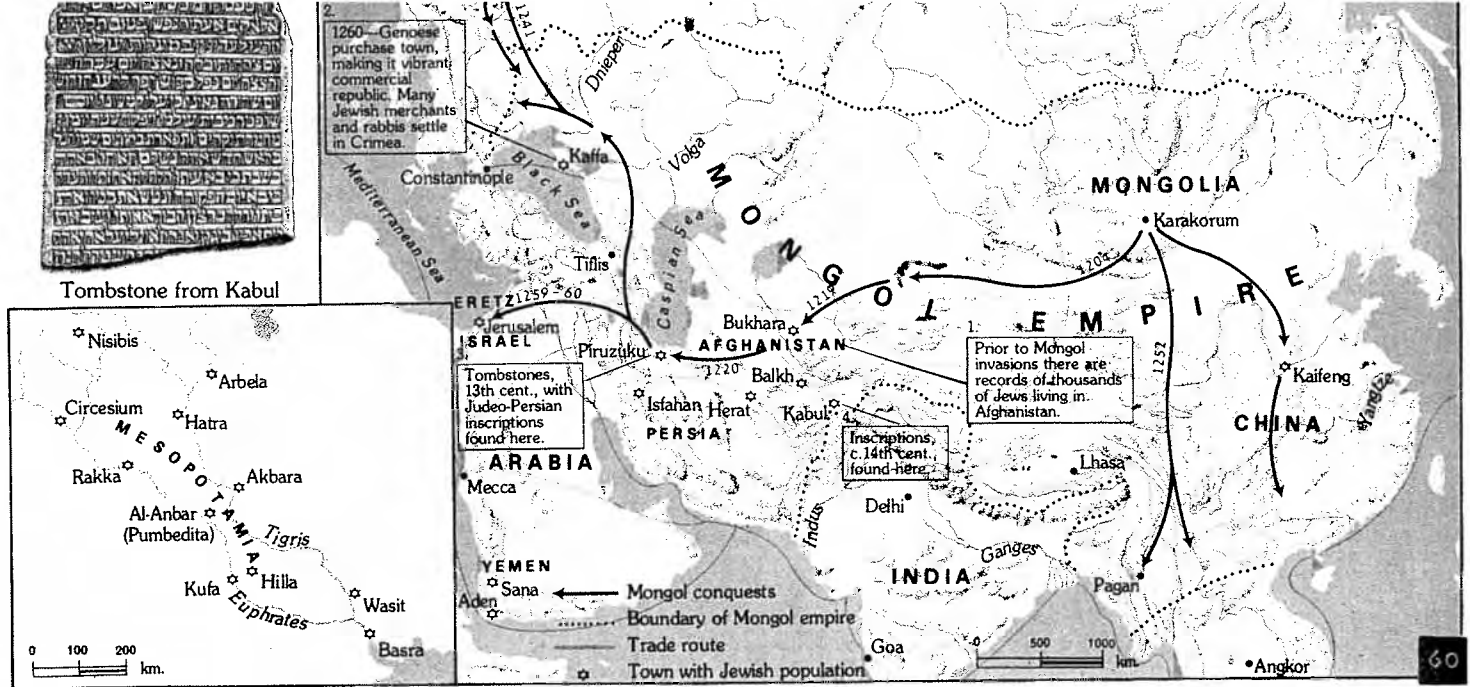 Tombstone from Kabul
2.
1260—Genoese
purchase town,
making it vibrant
commercial
republic. Many
Jewish merchants
and rabbis settle
in Crimea.
1241
Dnieper
Volga
Kaffa
Black Sea
Constantinople
Mediterranean Sea
Caspian Sea
Tiflis
MONGOL EMPIRE
MONGOLIA
Karakorum
1219
1252
ERETZ
ISRAEL
1259-60
Jerusalem
Bukhara
AFGHANISTAN
Piruzuku
1220
Balkh
1.
Prior to Mongol
invasions there are
records of thousands
of Jews living in
Afghanistan.
Kaifeng
Yangtze
CHINA
3.
Tombstones,
13th cent., with
Judeo-Persian
inscriptions
found here.
Isfahan
Herat
Kabul
PERSIA
4.
Inscriptions,
c.14th cent.,
found here.
Lhasa
ARABIA
Mecca
Delhi
Indus
Ganges
INDIA
Pagan
YEMEN
Sana
Aden
Goa
Angkor
Mongol conquests
Boundary of Mongol empire
Trade route
Town with Jewish population
0 500 1000
km.
Nisibis
Arbela
Circesium
Hatra
MESOPOTAMIA
Rakka
Akbara
Al-Anbar
(Pumbedita)
Tigris
Kufa
Hilla
Euphrates
Wasit
Basra
0 100 200
km.
60